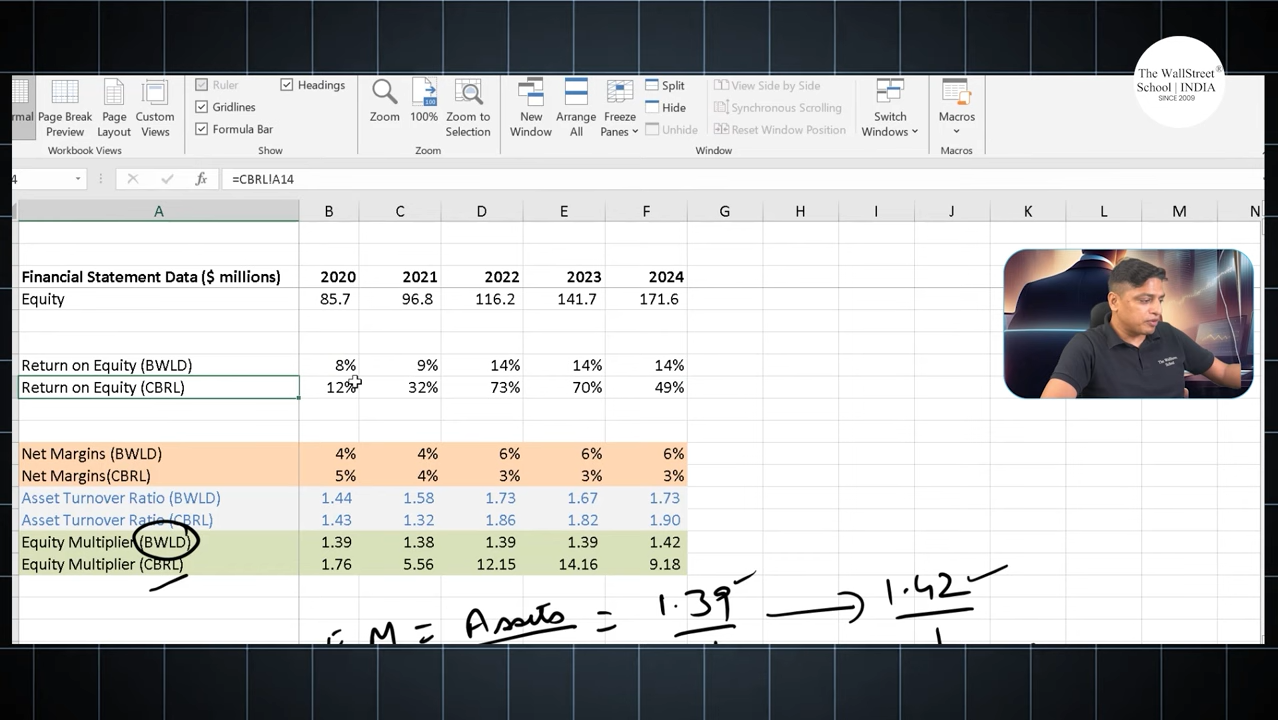 The WallStreet®
School | INDIA
SINCE 2009
Ruler Headings
Gridlines
Formula Bar
Page Break Preview
Page Layout
Custom Views
Workbook Views
Show
Zoom
100%
Zoom to Selection
Zoom
New Window
Arrange All
Freeze Panes
Split
Hide
Unhide
View Side by Side
Synchronous Scrolling
Reset Window Position
Switch Windows
Window
Macros
Macros
4 fx =CBRL!A14
A B C D E F G H I J K L M N
Financial Statement Data ($ millions) 2020 2021 2022 2023 2024
Equity 85.7 96.8 116.2 141.7 171.6
Return on Equity (BWLD) 8% 9% 14% 14% 14%
Return on Equity (CBRL) 12% 32% 73% 70% 49%
Net Margins (BWLD) 4% 4% 6% 6% 6%
Net Margins(CBRL) 5% 4% 3% 3% 3%
Asset Turnover Ratio (BWLD) 1.44 1.58 1.73 1.67 1.73
Asset Turnover Ratio (CBRL) 1.43 1.32 1.86 1.82 1.90
Equity Multiplier (BWLD) 1.39 1.38 1.39 1.39 1.42
Equity Multiplier (CBRL) 1.76 5.56 12.15 14.16 9.18
M = Assets = 1.39 → 1.42